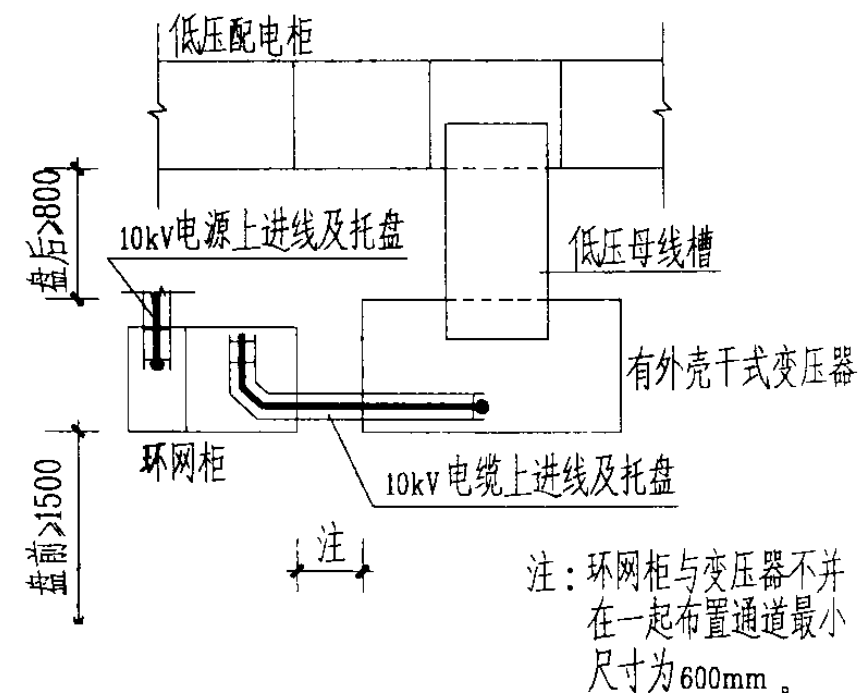 低压配电柜
盘后>800
10kV电源上进线及托盘
低压母线槽
有外壳干式变压器
环网柜
10kV电缆上进线及托盘
盘前>1500
注
注：环网柜与变压器不并
在一起布置通道最小
尺寸为600mm。